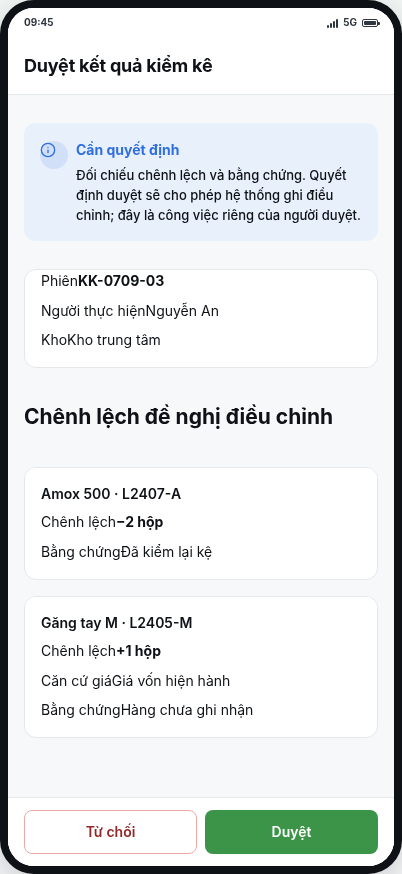 09:45
5G
Duyệt kết quả kiểm kê
Cần quyết định
Đối chiếu chênh lệch và bằng chứng. Quyết
định duyệt sẽ cho phép hệ thống ghi điều
chỉnh; đây là công việc riêng của người duyệt.
PhiênKK-0709-03
Người thực hiệnNguyễn An
KhoKho trung tâm
Chênh lệch đề nghị điều chỉnh
Amox 500 · L2407-A
Chênh lệch−2 hộp
Bằng chứngĐã kiểm lại kệ
Găng tay M · L2405-M
Chênh lệch+1 hộp
Căn cứ giáGiá vốn hiện hành
Bằng chứngHàng chưa ghi nhận
Từ chối
Duyệt